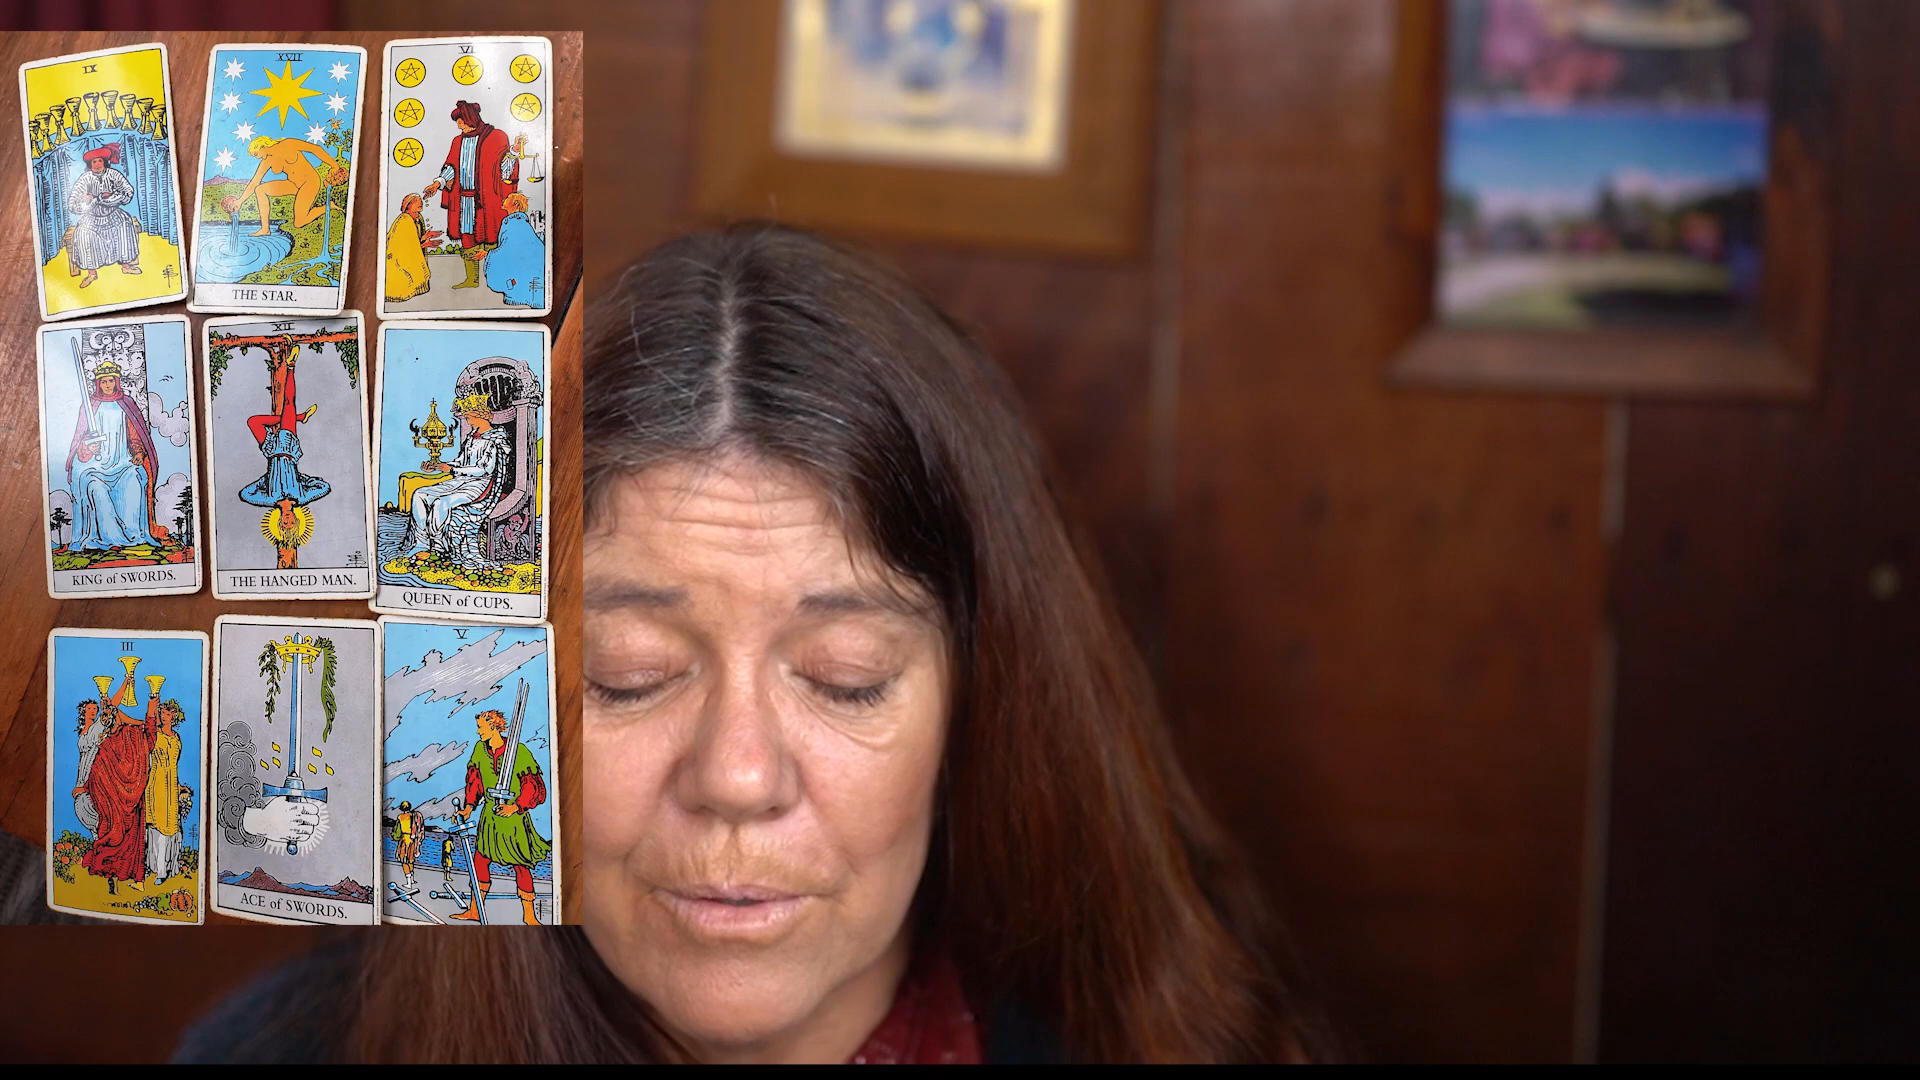 IX
XVII
THE STAR.
VI
KING of SWORDS.
XII
THE HANGED MAN.
QUEEN of CUPS.
III
ACE of SWORDS.
V